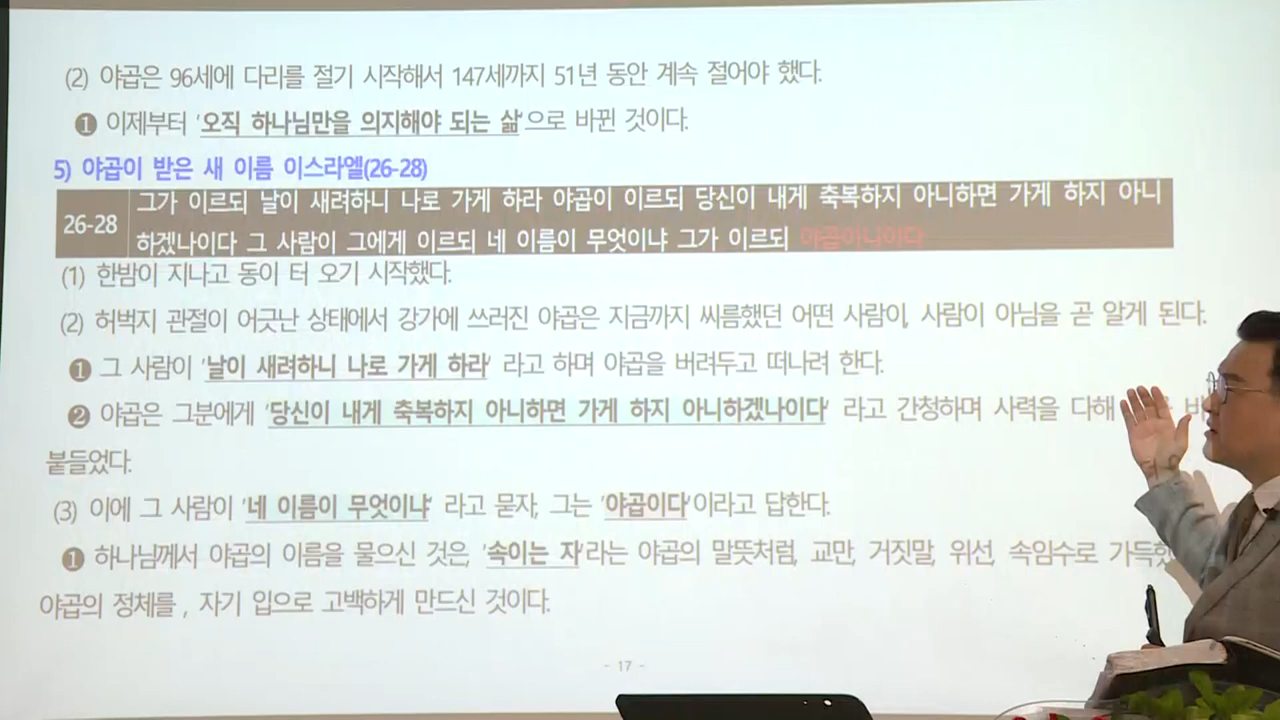 (2) 야곱은 96세에 다리를 절기 시작해서 147세까지 51년 동안 계속 절어야 했다.
❶ 이제부터 '오직 하나님만을 의지해야 되는 삶'으로 바뀐 것이다.
5) 야곱이 받은 새 이름 이스라엘(26-28)
26-28
그가 이르되 날이 새려하니 나로 가게 하라 야곱이 이르되 당신이 내게 축복하지 아니하면 가게 하지 아니
하겠나이다 그 사람이 그에게 이르되 네 이름이 무엇이냐 그가 이르되 야곱이니이다
(1) 한밤이 지나고 동이 터 오기 시작했다.
(2) 허벅지 관절이 어긋난 상태에서 강가에 쓰러진 야곱은 지금까지 씨름했던 어떤 사람이, 사람이 아님을 곧 알게 된다.
❶ 그 사람이 '날이 새려하니 나로 가게 하라' 라고 하며 야곱을 버려두고 떠나려 한다.
❷ 야곱은 그분에게 '당신이 내게 축복하지 아니하면 가게 하지 아니하겠나이다' 라고 간청하며 사력을 다해
붙들었다.
(3) 이에 그 사람이 '네 이름이 무엇이냐' 라고 묻자, 그는 '야곱이다'이라고 답한다.
❶ 하나님께서 야곱의 이름을 물으신 것은, '속이는 자'라는 야곱의 말뜻처럼, 교만, 거짓말, 위선, 속임수로
야곱의 정체를 , 자기 입으로 고백하게 만드신 것이다.
- 17 -